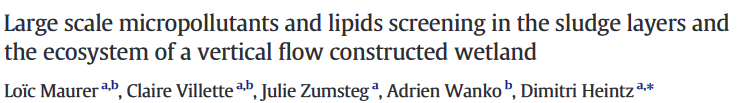 Large scale micropollutants and lipids screening in the sludge layers and
the ecosystem of a vertical flow constructed wetland
Loïc Maurer a,b, Claire Villette a,b, Julie Zumsteg a, Adrien Wanko b, Dimitri Heintz a,*